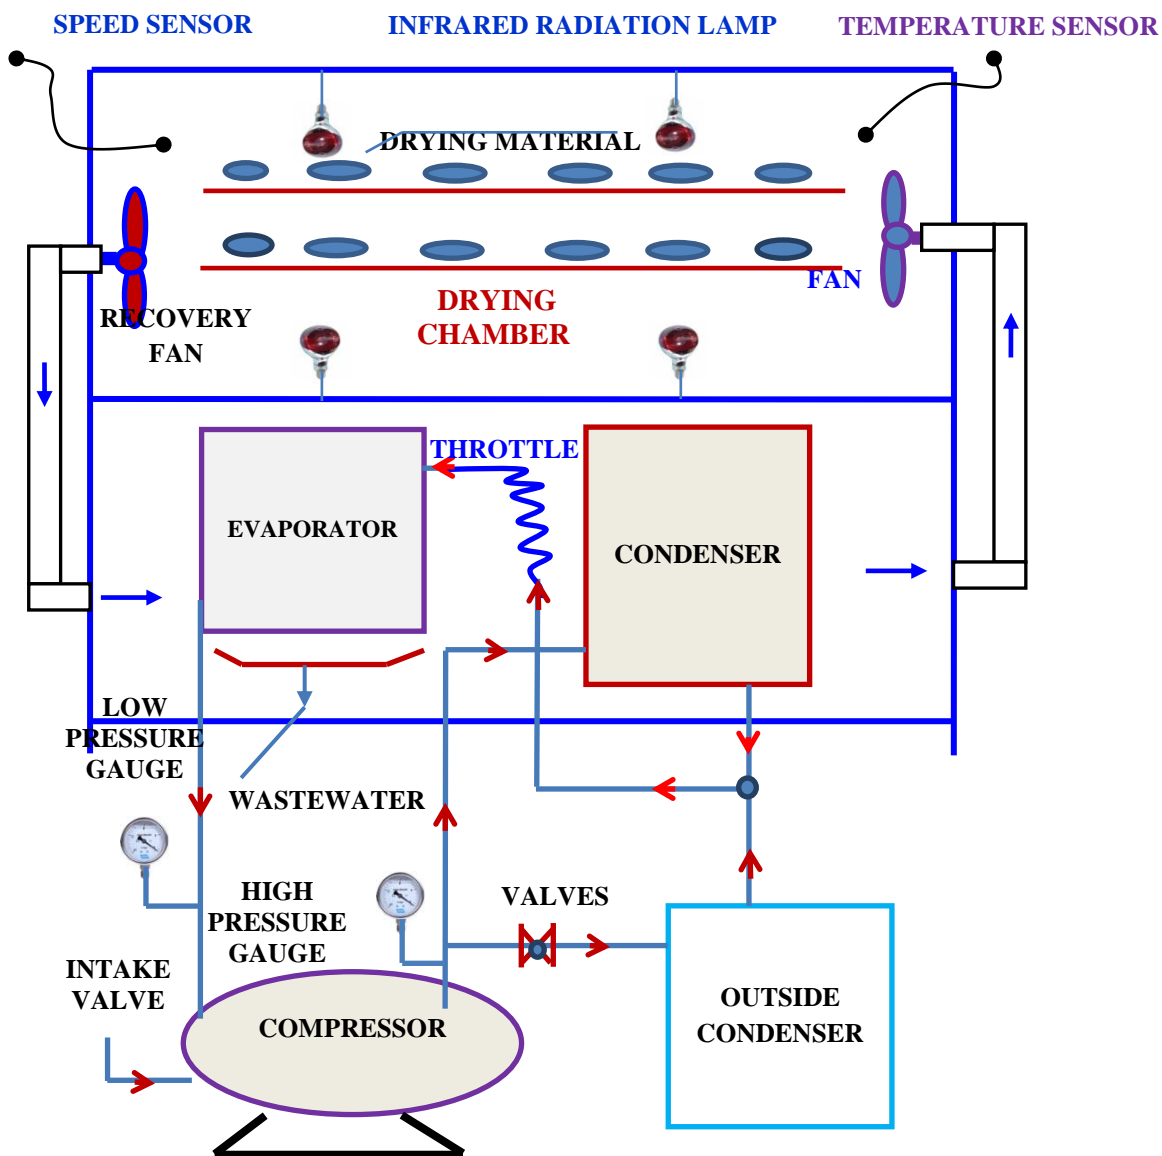 SPEED SENSOR
INFRARED RADIATION LAMP
TEMPERATURE SENSOR
DRYING MATERIAL
FAN
DRYING
CHAMBER
RECOVERY
FAN
THROTTLE
EVAPORATOR
CONDENSER
LOW
PRESSURE
GAUGE
WASTEWATER
HIGH
PRESSURE
GAUGE
VALVES
INTAKE
VALVE
COMPRESSOR
OUTSIDE
CONDENSER